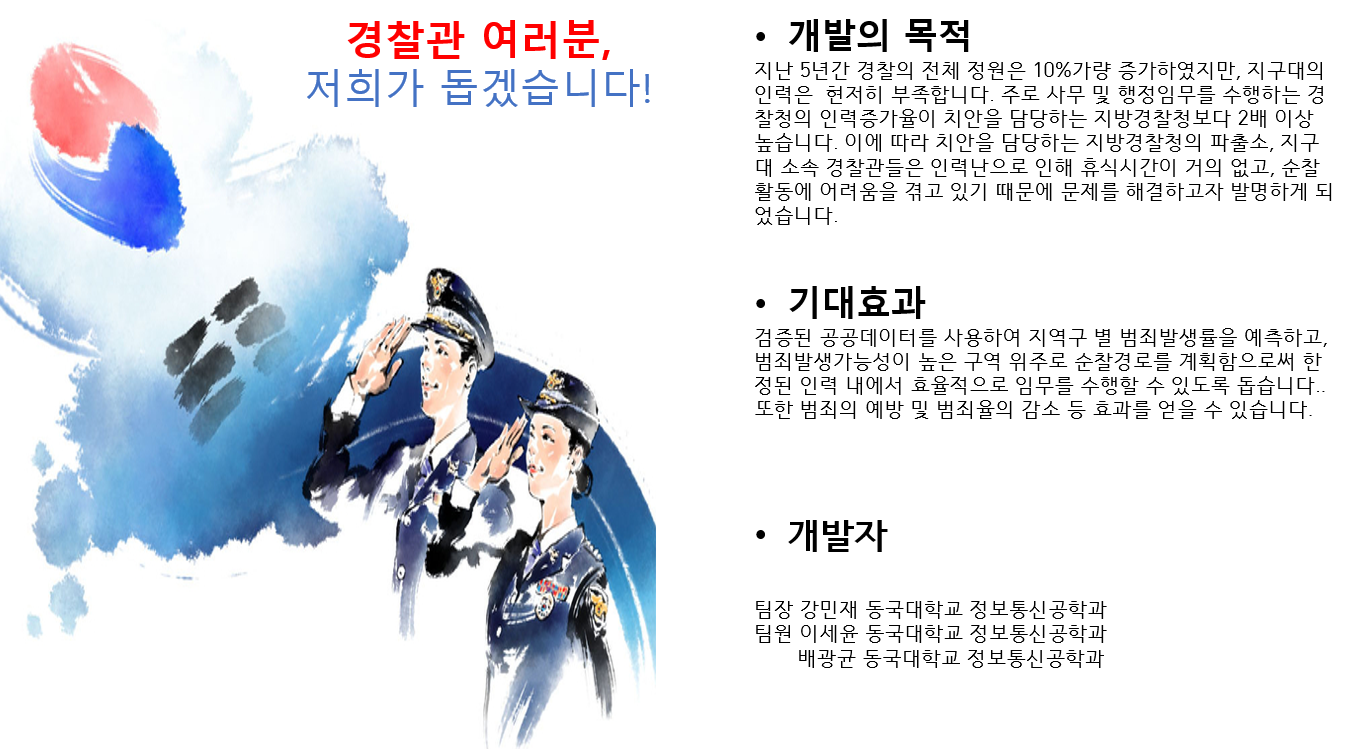 경찰관 여러분,
저희가 돕겠습니다!
• 개발의 목적
지난 5년간 경찰의 전체 정원은 10%가량 증가하였지만, 지구대의
인력은  현저히 부족합니다. 주로 사무 및 행정임무를 수행하는 경
찰청의 인력증가율이 치안을 담당하는 지방경찰청보다 2배 이상
높습니다. 이에 따라 치안을 담당하는 지방경찰청의 파출소, 지구
대 소속 경찰관들은 인력난으로 인해 휴식시간이 거의 없고, 순찰
활동에 어려움을 겪고 있기 때문에 문제를 해결하고자 발명하게 되
었습니다.
• 기대효과
검증된 공공데이터를 사용하여 지역구 별 범죄발생률을 예측하고,
범죄발생가능성이 높은 구역 위주로 순찰경로를 계획함으로써 한
정된 인력 내에서 효율적으로 임무를 수행할 수 있도록 돕습니다..
또한 범죄의 예방 및 범죄율의 감소 등 효과를 얻을 수 있습니다.
• 개발자
팀장 강민재 동국대학교 정보통신공학과
팀원 이세윤 동국대학교 정보통신공학과
배광균 동국대학교 정보통신공학과